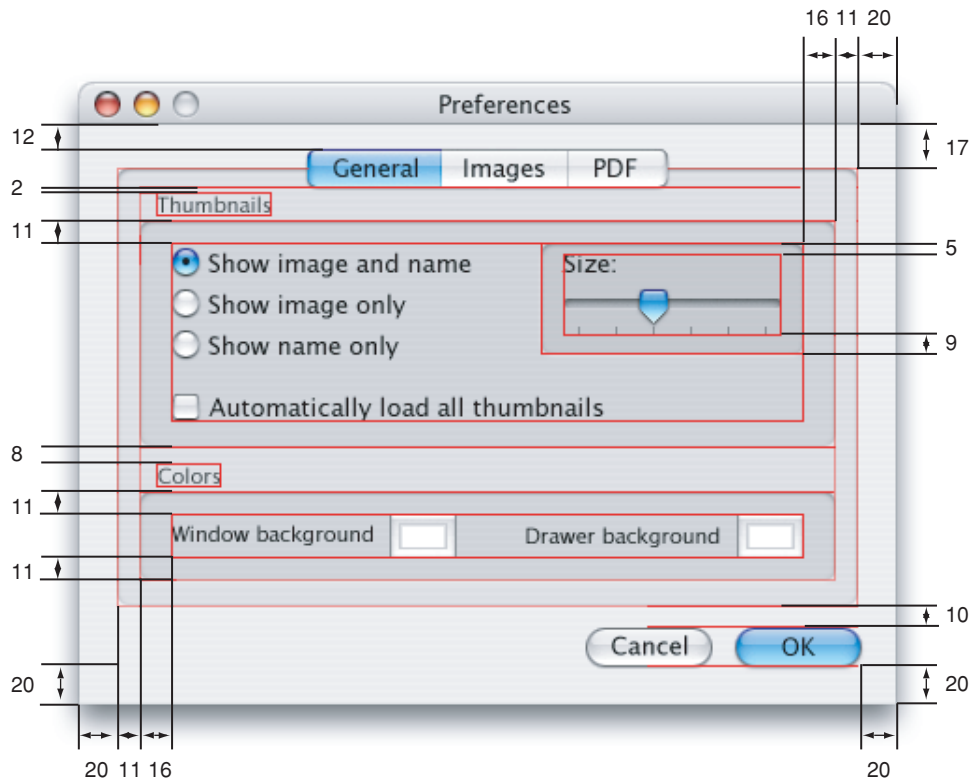 16 11 20
Preferences
12
17
General Images PDF
2
Thumbnails
11
5
Show image and name
Size:
Show image only
9
Show name only
Automatically load all thumbnails
8
Colors
11
Window background
Drawer background
11
10
Cancel OK
20
20
20 11 16
20